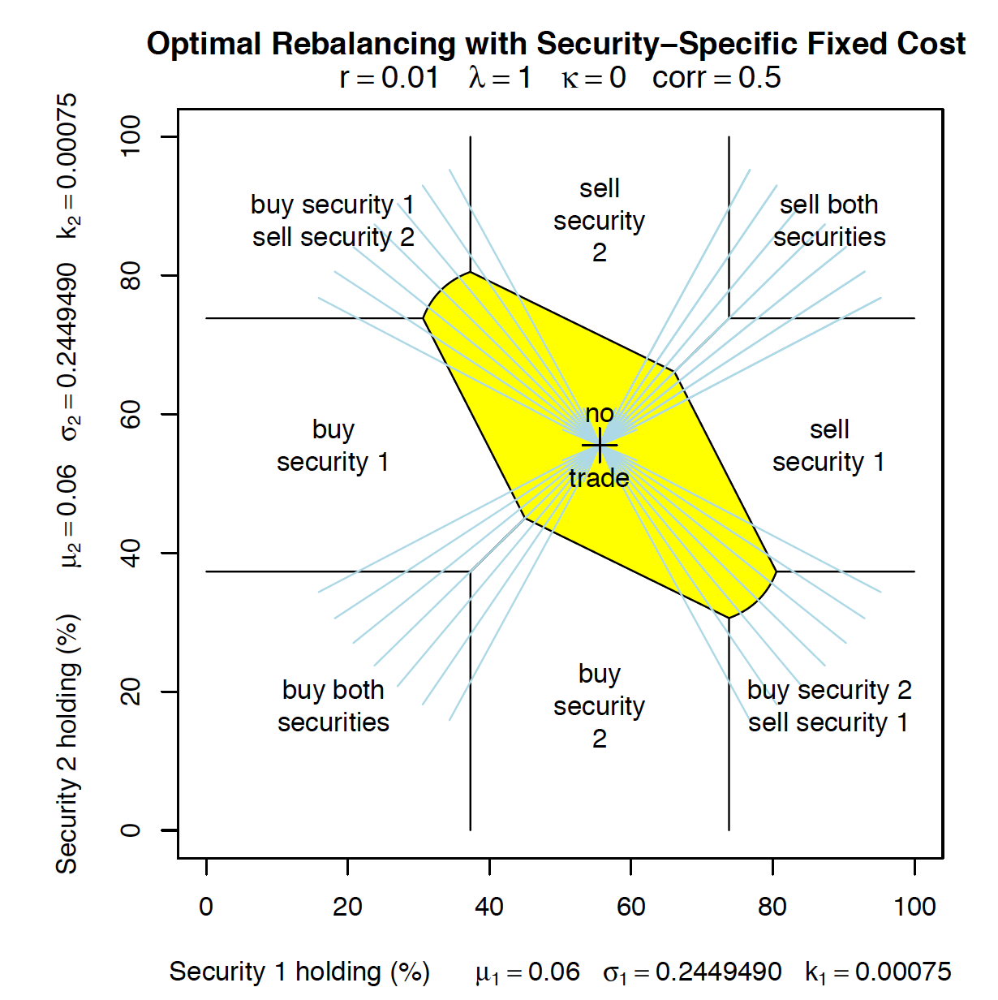 Optimal Rebalancing with Security–Specific Fixed Cost
r = 0.01 λ = 1 κ = 0 corr = 0.5
Security 2 holding (%) μ2 = 0.06 σ2 = 0.2449490 k2 = 0.00075
100
80
60
40
20
0
buy security 1
sell security 2
sell
security
2
sell both
securities
buy
security 1
no
trade
sell
security 1
buy both
securities
buy
security
2
buy security 2
sell security 1
0 20 40 60 80 100
Security 1 holding (%) μ1 = 0.06 σ1 = 0.2449490 k1 = 0.00075